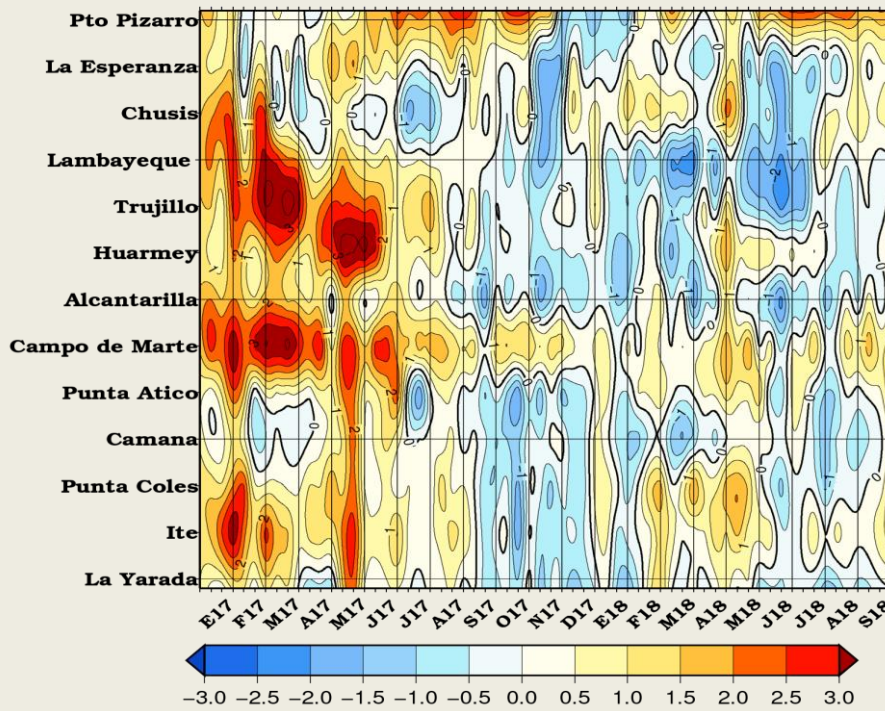 Pto Pizarro
La Esperanza
Chusis
Lambayeque
Trujillo
Huarmey
Alcantarilla
Campo de Marte
Punta Atico
Camana
Punta Coles
Ite
La Yarada
E17 F17 M17 A17 M17 J17 J17 A17 S17 O17 N17 D17 E18 F18 M18 A18 M18 J18 J18 A18 S18
−3.0 −2.5 −2.0 −1.5 −1.0 −0.5 0.0 0.5 1.0 1.5 2.0 2.5 3.0